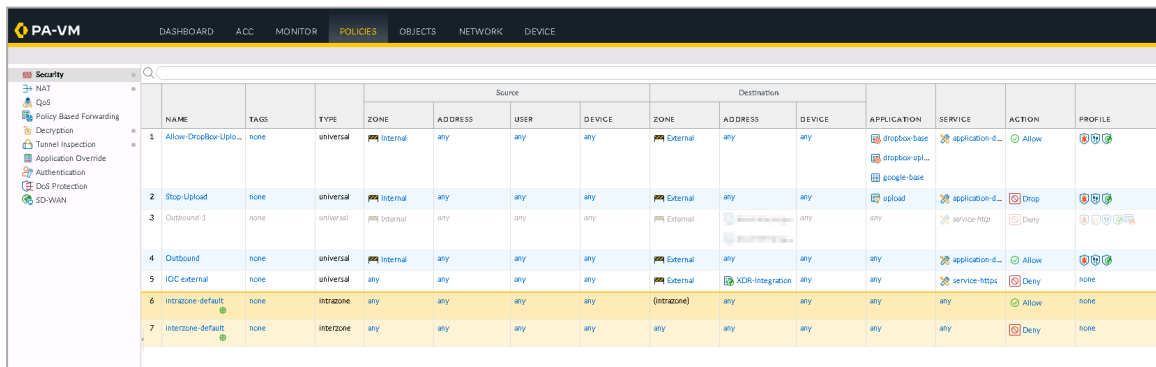 PA-VM DASHBOARD ACC MONITOR POLICIES OBJECTS NETWORK DEVICE
Security
NAT
QoS
Policy Based Forwarding
Decryption
Tunnel Inspection
Application Override
Authentication
DoS Protection
SD-WAN
Source Destination
NAME TAGS TYPE ZONE ADDRESS USER DEVICE ZONE ADDRESS DEVICE APPLICATION SERVICE ACTION PROFILE
1 Allow-DropBox-Uplo... none universal Internal any any any External any any dropbox-base application-d... Allow
dropbox-upl...
google-base
2 Stop-Upload none universal Internal any any any External any any upload application-d... Drop
3 Outbound-1 none universal Internal any any any External any any service-http Deny
4 Outbound none universal Internal any any any External any any any application-d... Allow
5 IOC external none universal any any any any External XDR-Integration any any service-https Deny none
6 intrazone-default none intrazone any any any any (intrazone) any any any any Allow none
7 interzone-default none interzone any any any any any any any any any Deny none